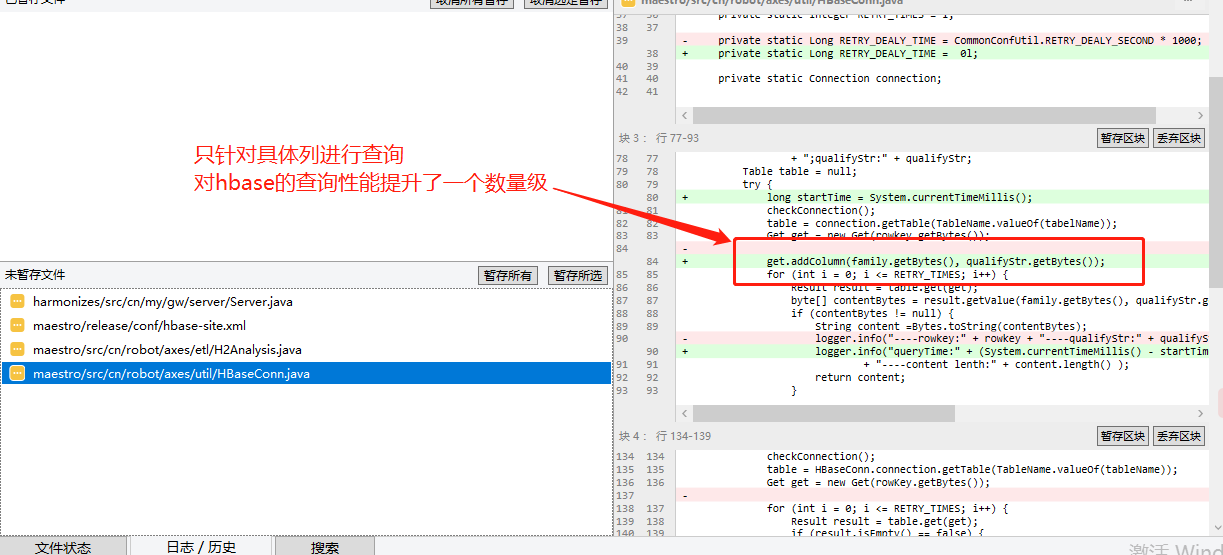 已暂存文件
取消所有暂存 取消选定暂存
只针对具体列进行查询
对hbase的查询性能提升了一个数量级
未暂存文件
暂存所有 暂存所选
harmonizes/src/cn/my/gw/server/Server.java
maestro/release/conf/hbase-site.xml
maestro/src/cn/robot/axes/etl/H2Analysis.java
maestro/src/cn/robot/axes/util/HBaseConn.java
文件状态 日志 / 历史 搜索
maestro/src/cn/robot/axes/util/HBaseConn.java
37 36 private static Integer RETRY_TIMES = 1;
38 37
39 - private static Long RETRY_DEALY_TIME = CommonConfUtil.RETRY_DEALY_SECOND * 1000;
38 + private static Long RETRY_DEALY_TIME = 0l;
40 39
41 40 private static Connection connection;
42 41
块 3： 行 77-93
暂存区块 丢弃区块
78 77 + ";qualifyStr:" + qualifyStr;
79 78 Table table = null;
80 79 try {
80 + long startTime = System.currentTimeMillis();
81 81 checkConnection();
82 82 table = connection.getTable(TableName.valueOf(tabelName));
83 83 Get get = new Get(rowkey.getBytes());
84 -
84 + get.addColumn(family.getBytes(), qualifyStr.getBytes());
85 85 for (int i = 0; i <= RETRY_TIMES; i++) {
86 86 Result result = table.get(get);
87 87 byte[] contentBytes = result.getValue(family.getBytes(), qualifyStr.g
88 88 if (contentBytes != null) {
89 89 String content =Bytes.toString(contentBytes);
90 - logger.info("----rowkey:" + rowkey + "----qualifyStr:" + qualifyS
90 + logger.info("queryTime:" + (System.currentTimeMillis() - startTim
91 91 + "----content lenth:" + content.length() );
92 92 return content;
93 93 }
块 4： 行 134-139
暂存区块 丢弃区块
134 134 checkConnection();
135 135 table = HBaseConn.connection.getTable(TableName.valueOf(tableName));
136 136 Get get = new Get(rowKey.getBytes());
137 -
138 137 for (int i = 0; i <= RETRY_TIMES; i++) {
139 138 Result result = table.get(get);
140 139 if (result.isEmpty() == false) {
激活 Wind